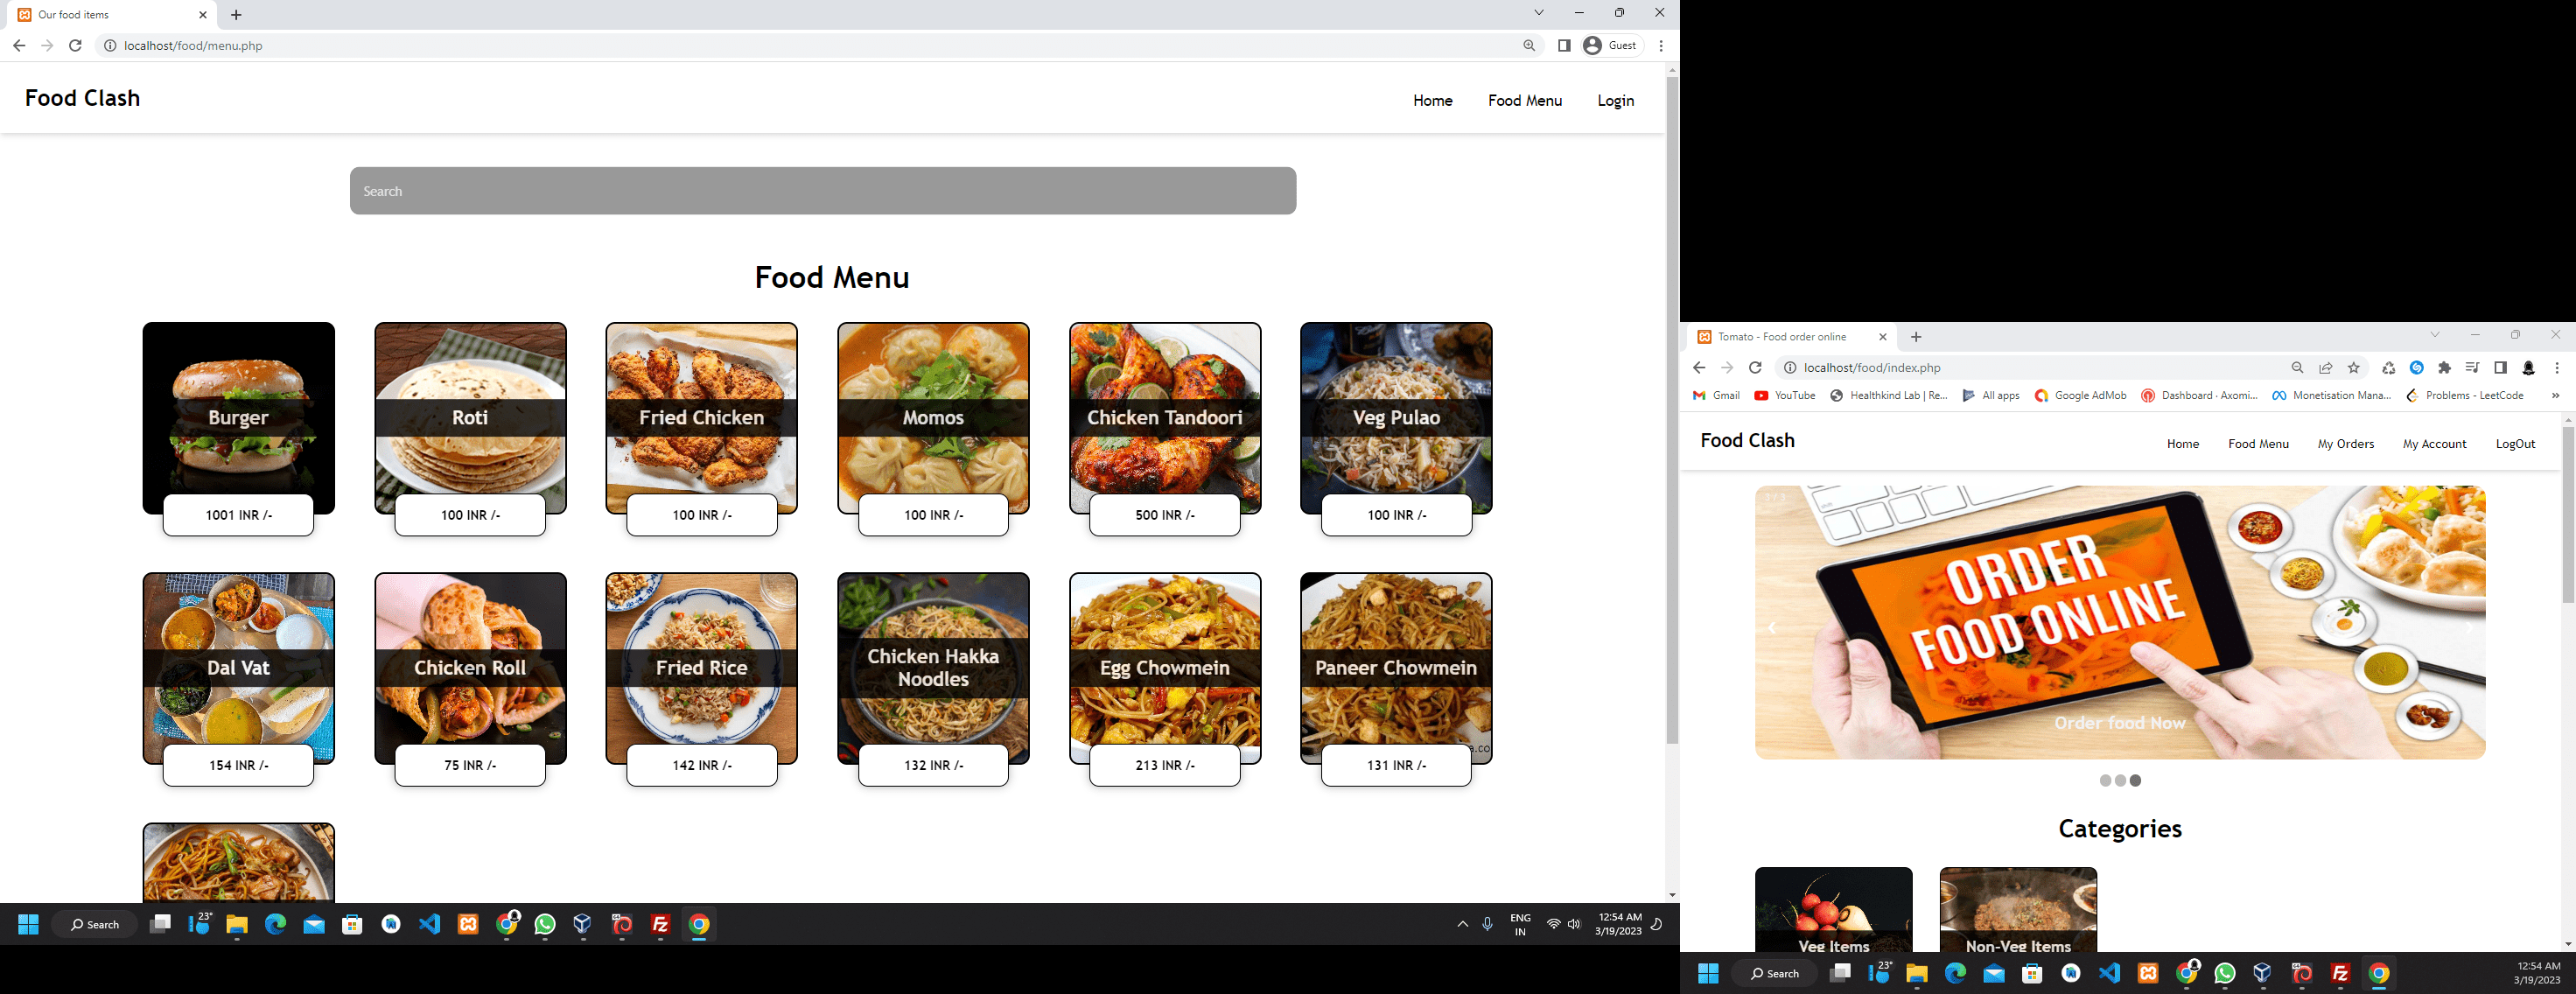 Our food items
localhost/food/menu.php
Guest
Food Clash
Home Food Menu Login
Search
Food Menu
Burger Roti Fried Chicken Momos Chicken Tandoori Veg Pulao
1001 INR /- 100 INR /- 100 INR /- 100 INR /- 500 INR /- 100 INR /-
Dal Vat Chicken Roll Fried Rice Chicken Hakka Noodles Egg Chowmein Paneer Chowmein
154 INR /- 75 INR /- 142 INR /- 132 INR /- 213 INR /- 131 INR /-
Search
23°
ENG
IN
12:54 AM
3/19/2023
Tomato - Food order online
localhost/food/index.php
Gmail YouTube Healthkind Lab | Re... All apps Google AdMob Dashboard · Axomi... Monetisation Mana... Problems - LeetCode »
Food Clash
Home Food Menu My Orders My Account LogOut
3 / 3
ORDER
FOOD ONLINE
Order food Now
Categories
Veg Items Non-Veg Items
Search
23°
12:54 AM
3/19/2023